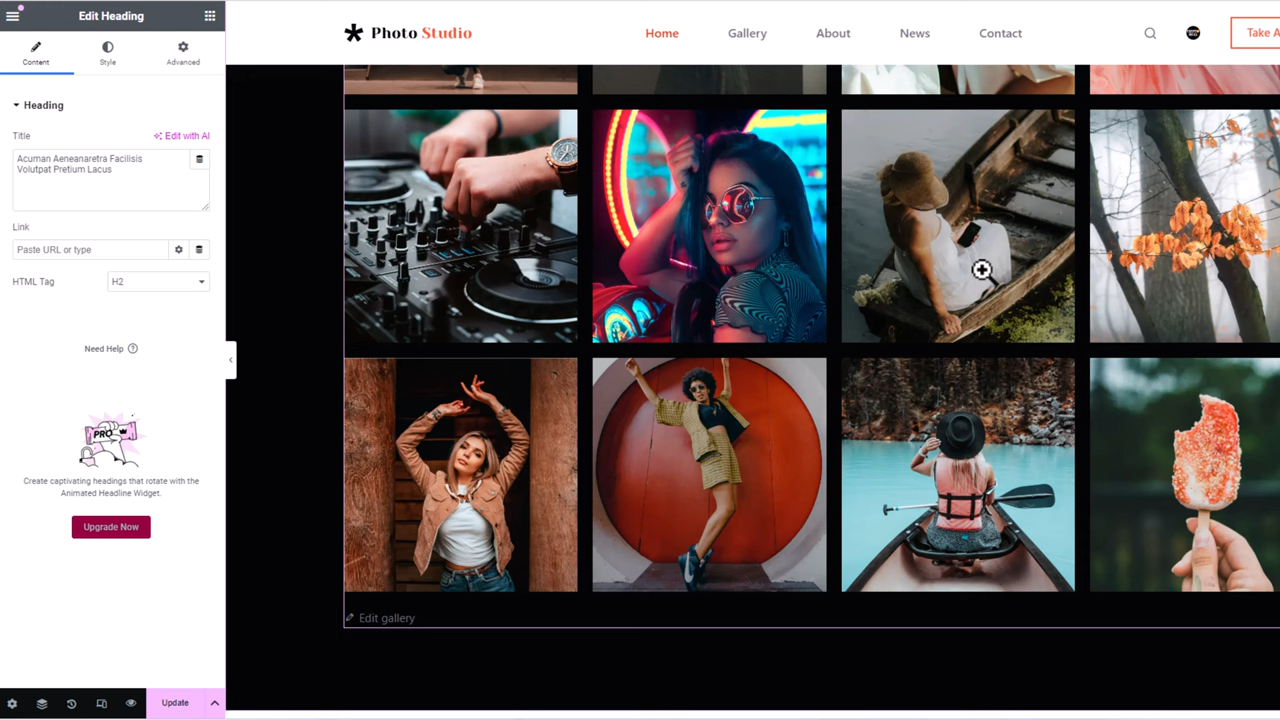 Edit Heading
Content
Style
Advanced
Heading
Title
Edit with AI
Acuman Aeneanaretra Facilisis
Volutpat Pretium Lacus
Link
Paste URL or type
HTML Tag
H2
Need Help
PRO
Create captivating headings that rotate with the
Animated Headline Widget.
Upgrade Now
Update
Photo Studio
Home
Gallery
About
News
Contact
Take A
Edit gallery